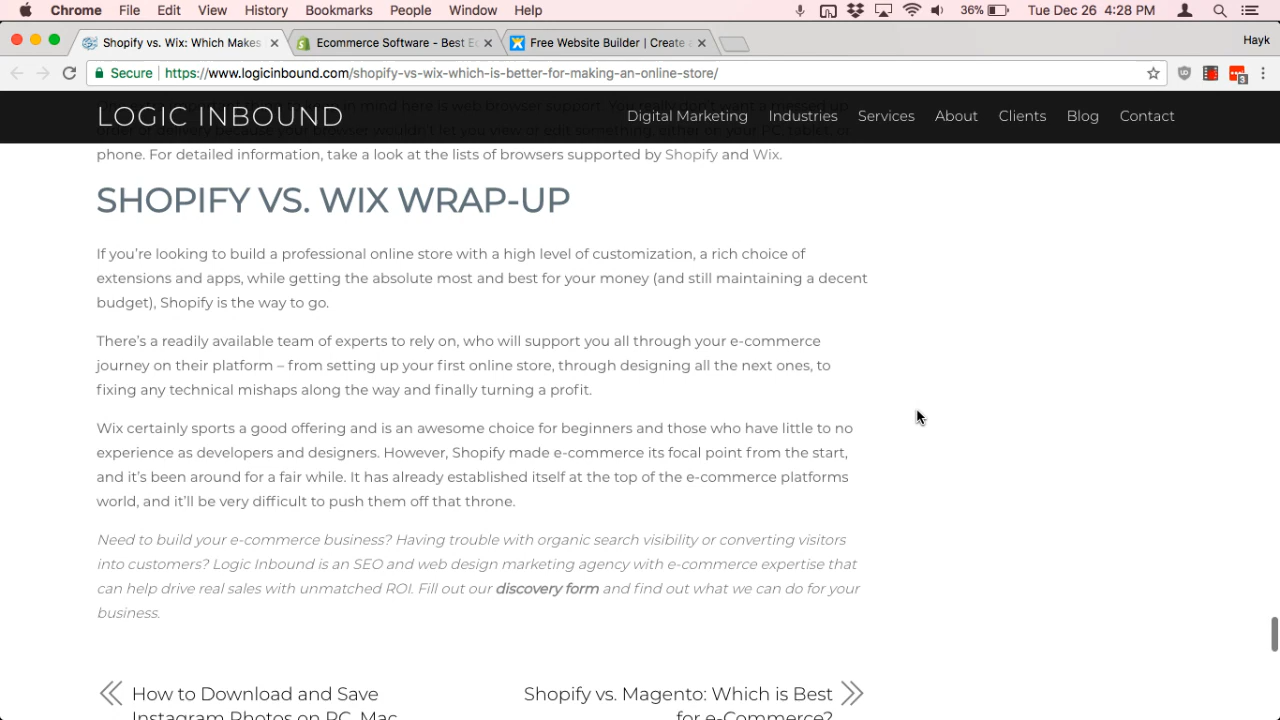 Chrome File Edit View History Bookmarks People Window Help 36% Tue Dec 26 4:28 PM
Shopify vs. Wix: Which Makes Ecommerce Software - Best E Free Website Builder | Create Hayk
Secure https://www.logicinbound.com/shopify-vs-wix-which-is-better-for-making-an-online-store/ 3
LOGIC INBOUND Digital Marketing Industries Services About Clients Blog Contact
phone. For detailed information, take a look at the lists of browsers supported by Shopify and Wix.
SHOPIFY VS. WIX WRAP-UP
If you're looking to build a professional online store with a high level of customization, a rich choice of
extensions and apps, while getting the absolute most and best for your money (and still maintaining a decent
budget), Shopify is the way to go.
There's a readily available team of experts to rely on, who will support you all through your e-commerce
journey on their platform – from setting up your first online store, through designing all the next ones, to
fixing any technical mishaps along the way and finally turning a profit.
Wix certainly sports a good offering and is an awesome choice for beginners and those who have little to no
experience as developers and designers. However, Shopify made e-commerce its focal point from the start,
and it's been around for a fair while. It has already established itself at the top of the e-commerce platforms
world, and it'll be very difficult to push them off that throne.
Need to build your e-commerce business? Having trouble with organic search visibility or converting visitors
into customers? Logic Inbound is an SEO and web design marketing agency with e-commerce expertise that
can help drive real sales with unmatched ROI. Fill out our discovery form and find out what we can do for your
business.
How to Download and Save Shopify vs. Magento: Which is Best
Instagram Photos on PC, Mac for e-Commerce?